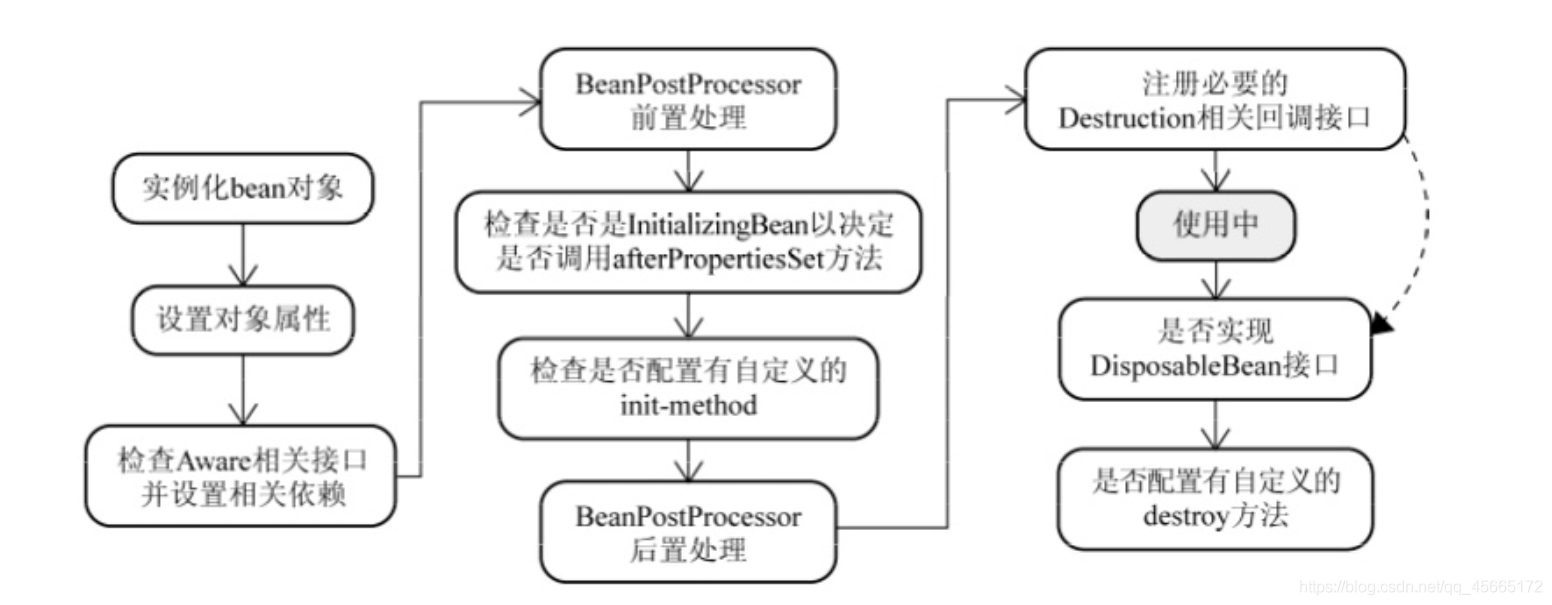 实例化bean对象
设置对象属性
检查Aware相关接口
并设置相关依赖
BeanPostProcessor
前置处理
检查是否是InitializingBean以决定
是否调用afterPropertiesSet方法
检查是否配置有自定义的
init-method
BeanPostProcessor
后置处理
注册必要的
Destruction相关回调接口
使用中
是否实现
DisposableBean接口
是否配置有自定义的
destroy方法
https://blog.csdn.net/qq_45665172